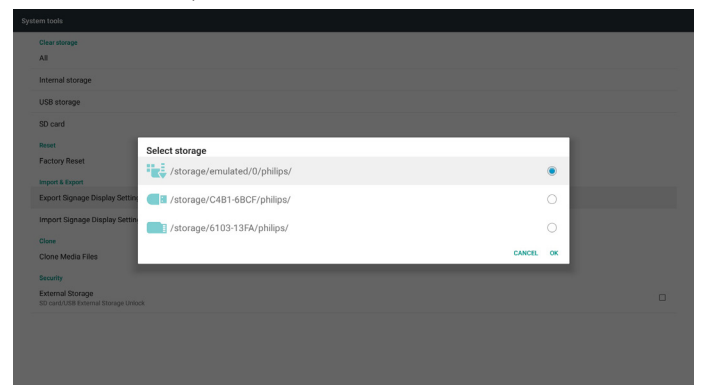 System tools
Clear storage
All
Internal storage
USB storage
SD card
Reset
Factory Reset
Import & Export
Export Signage Display Settin
Import Signage Display Settin
Clone
Clone Media Files
Security
External Storage
SD card/USB External Storage Unlock
Select storage
/storage/emulated/0/philips/
/storage/C4B1-6BCF/philips/
/storage/6103-13FA/philips/
CANCEL OK